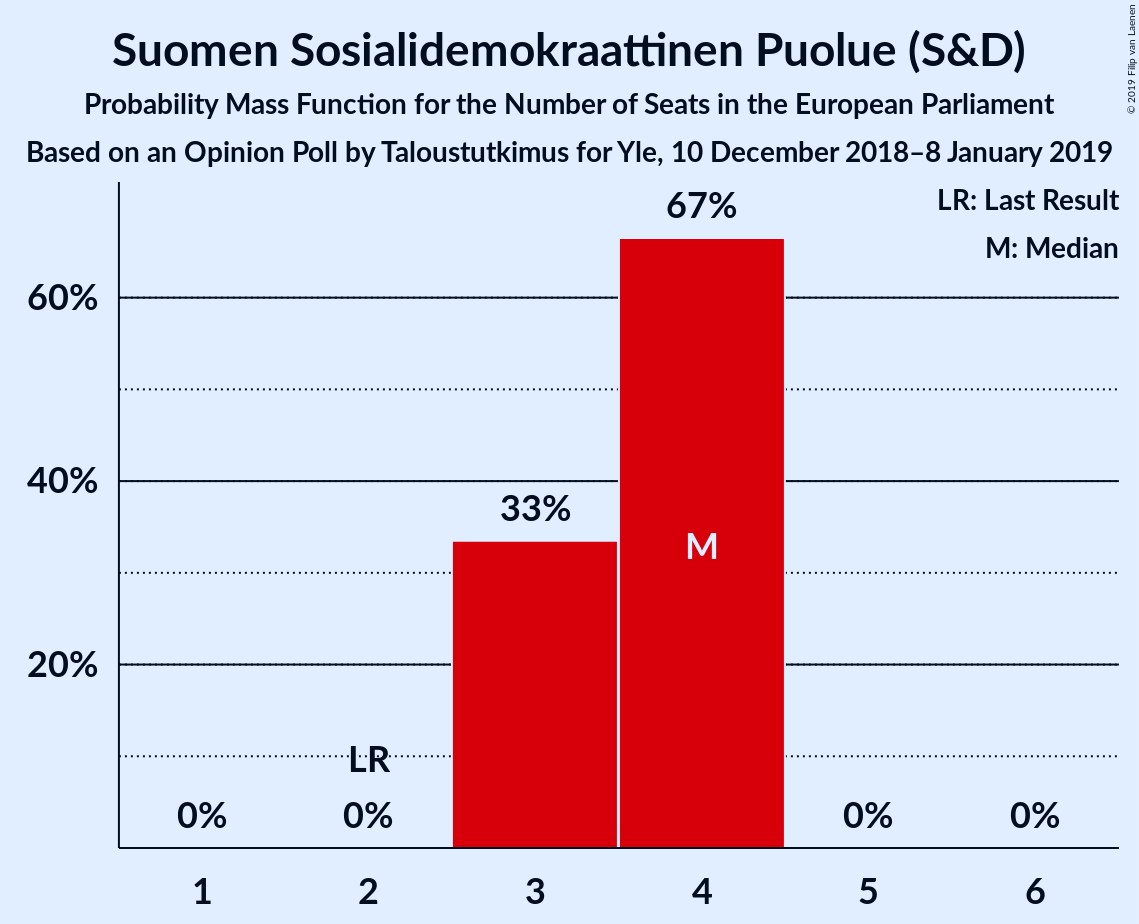 Suomen Sosialidemokraattinen Puolue (S&D)
Probability Mass Function for the Number of Seats in the European Parliament
Based on an Opinion Poll by Taloustutkimus for Yle, 10 December 2018–8 January 2019
© 2019 Filip van Laenen
LR: Last Result
M: Median
67%
60%
40%
33%
M
20%
LR
0%
0%
0%
0%
1
2
3
4
5
6